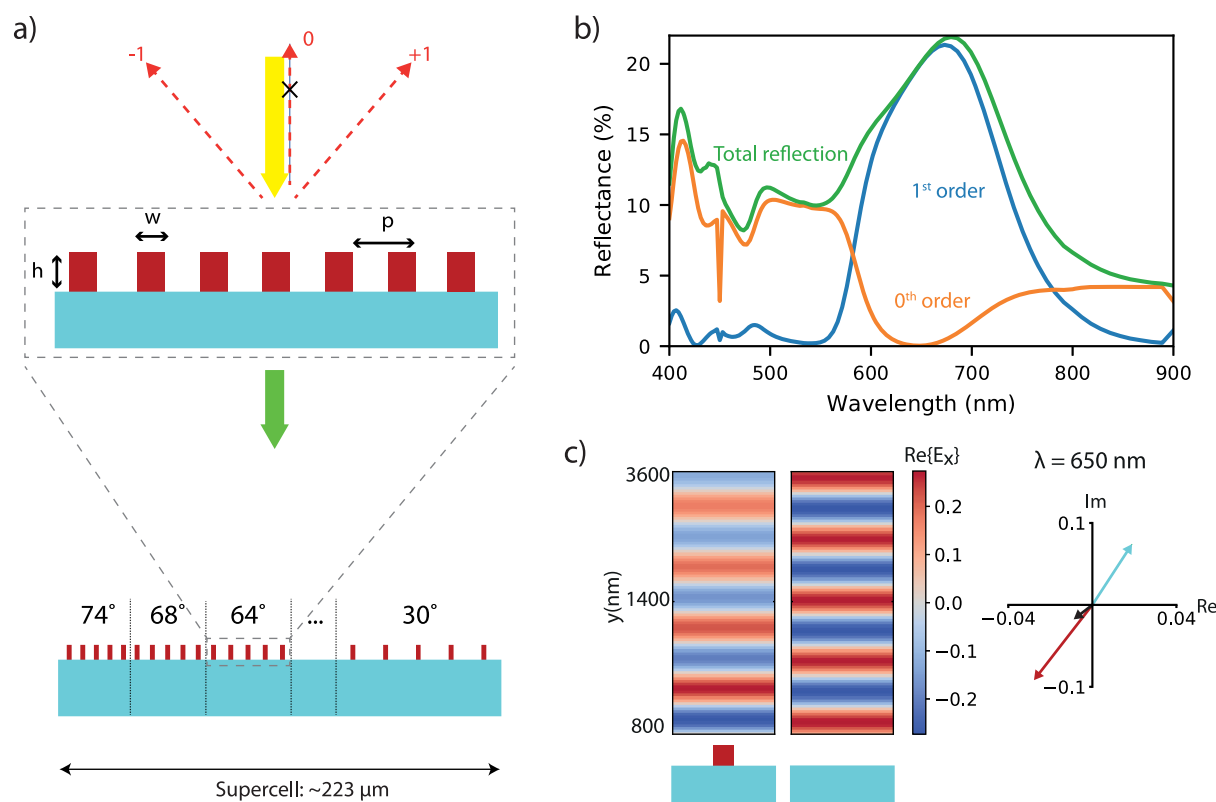 a)
-1
0
+1
w
p
h
74° 68° 64° ... 30°
Supercell: ~223 µm
b)
Reflectance (%)
20
15
10
5
0
Total reflection
1st order
0th order
400 500 600 700 800 900
Wavelength (nm)
c)
Re{Ex}
λ = 650 nm
y(nm)
3600
1400
800
0.2
0.1
0.0
−0.1
−0.2
Im
0.1
Re
−0.04
0.04
−0.1